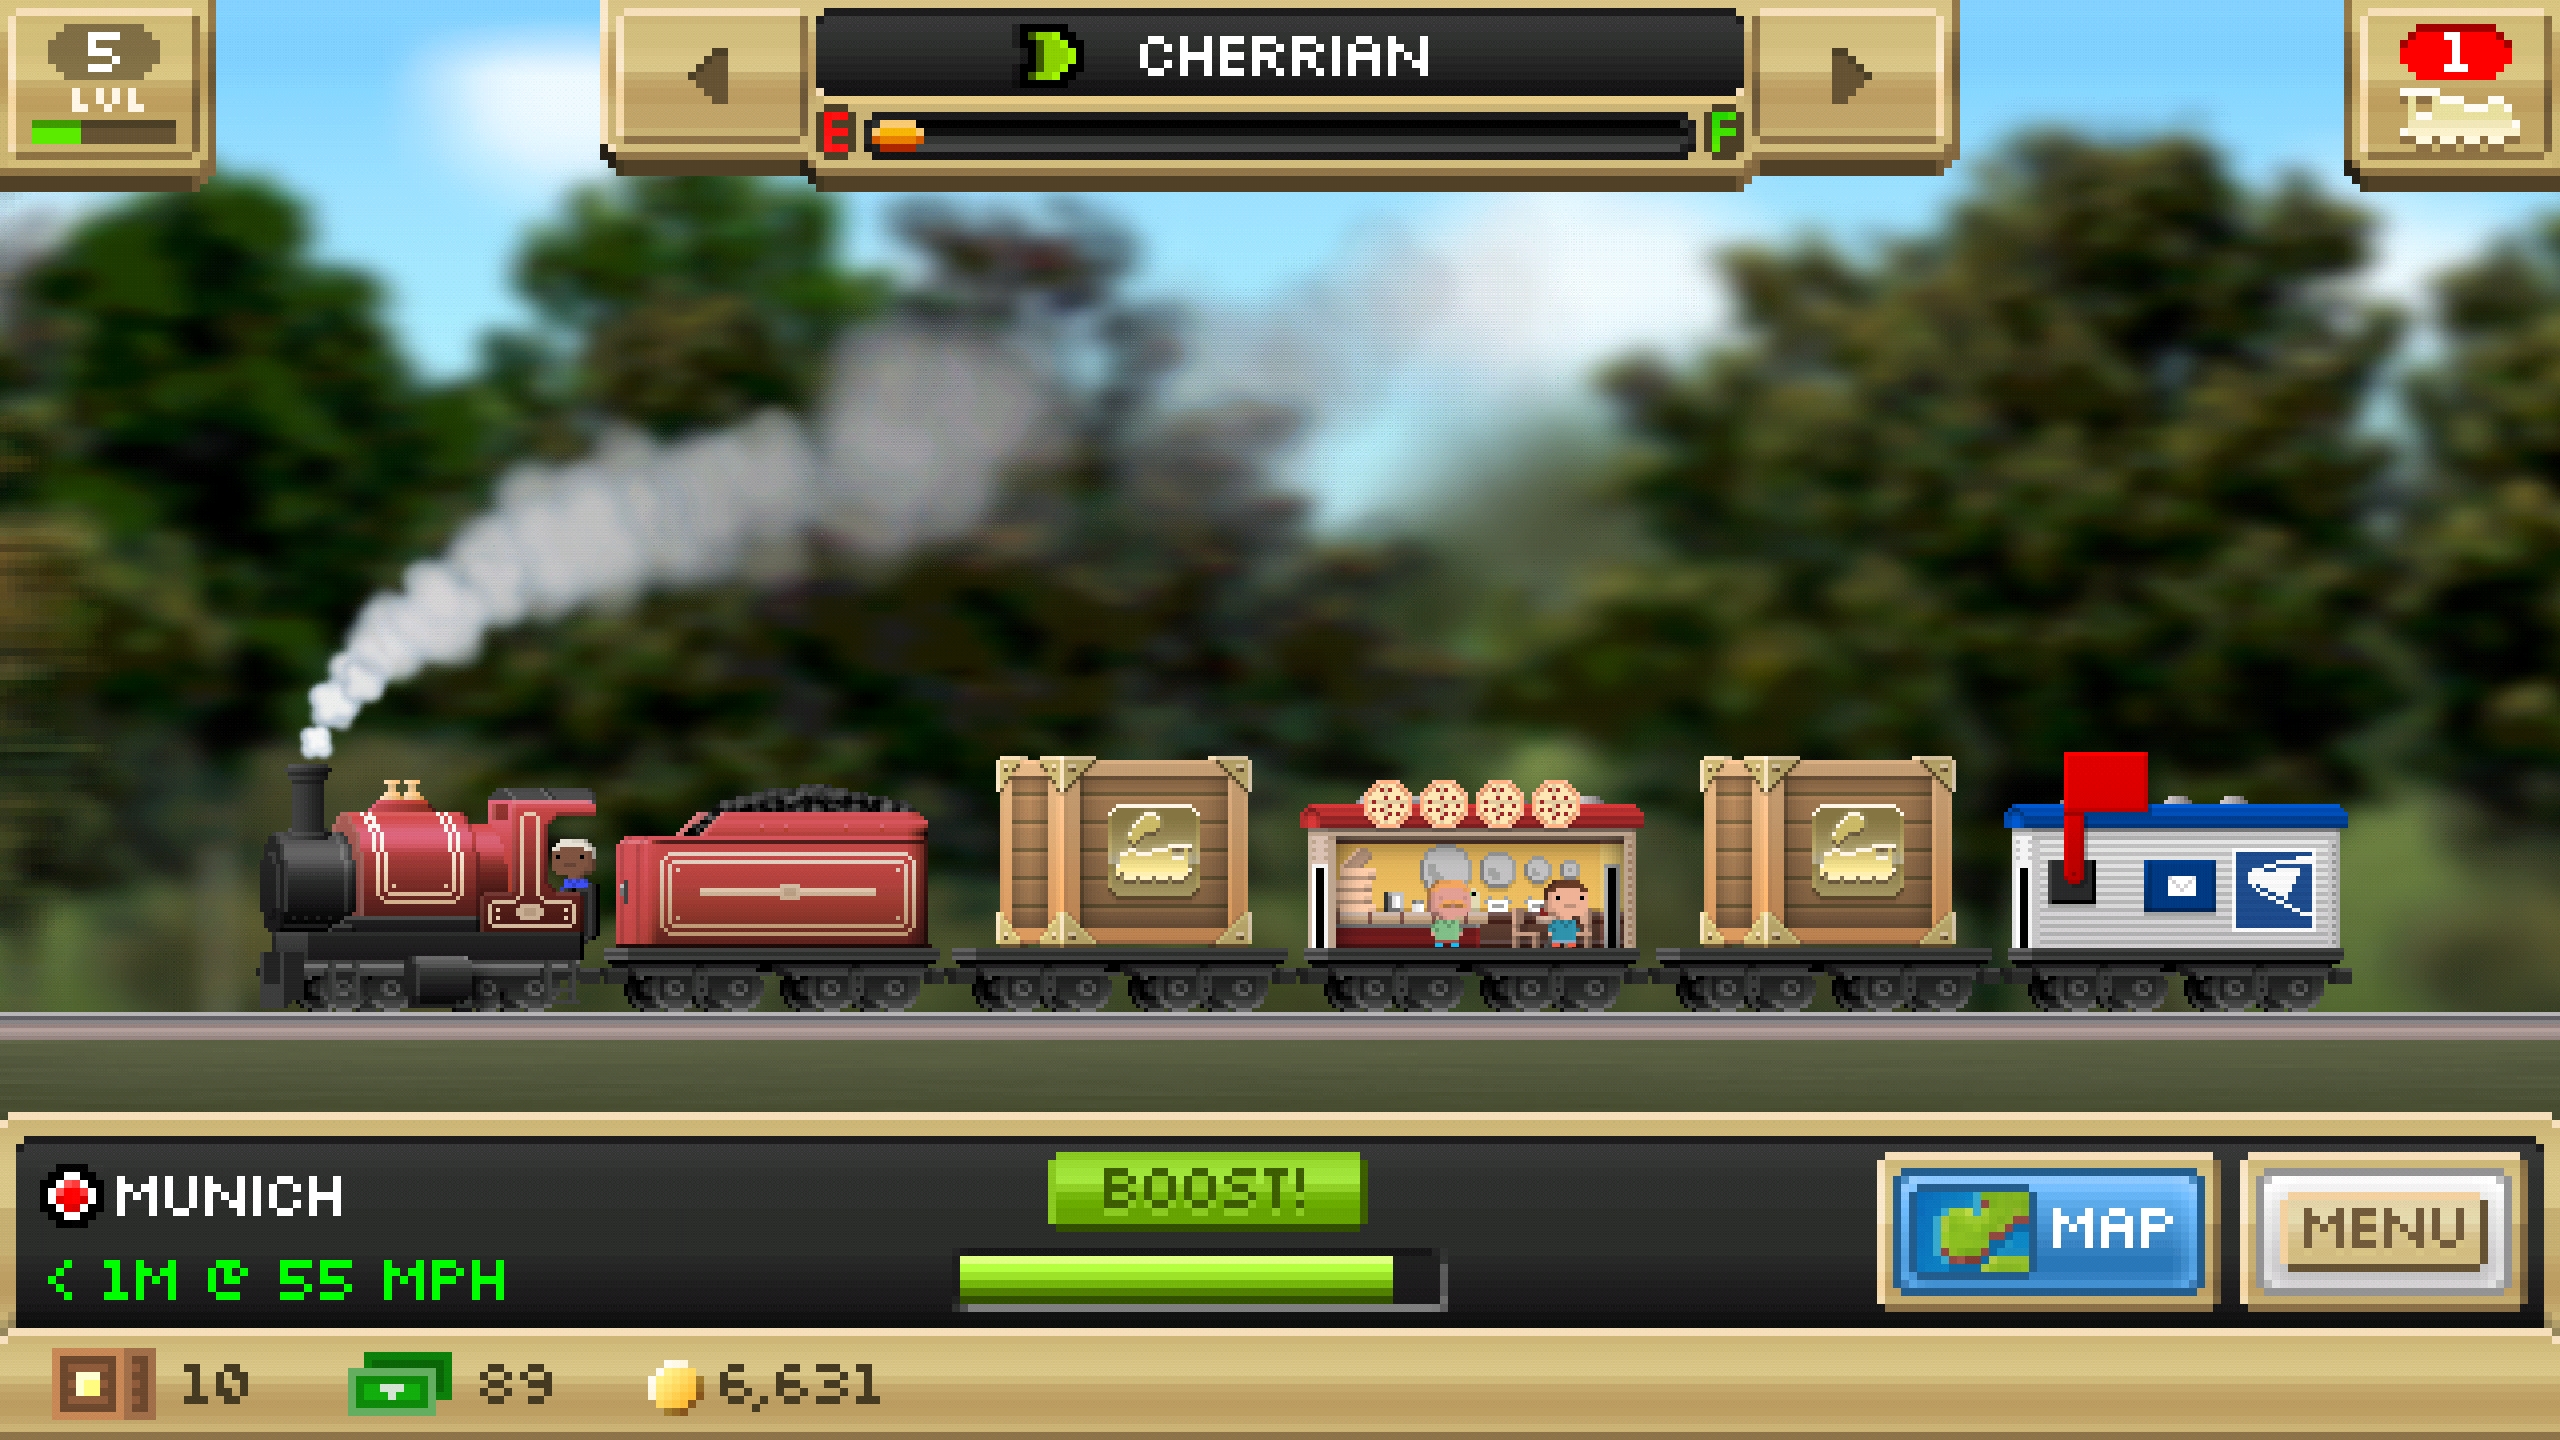 5
LVL
CHERRIAN
E F
1
MUNICH
< 1M @ 55 MPH
BOOST!
MAP
MENU
10
89
6,631